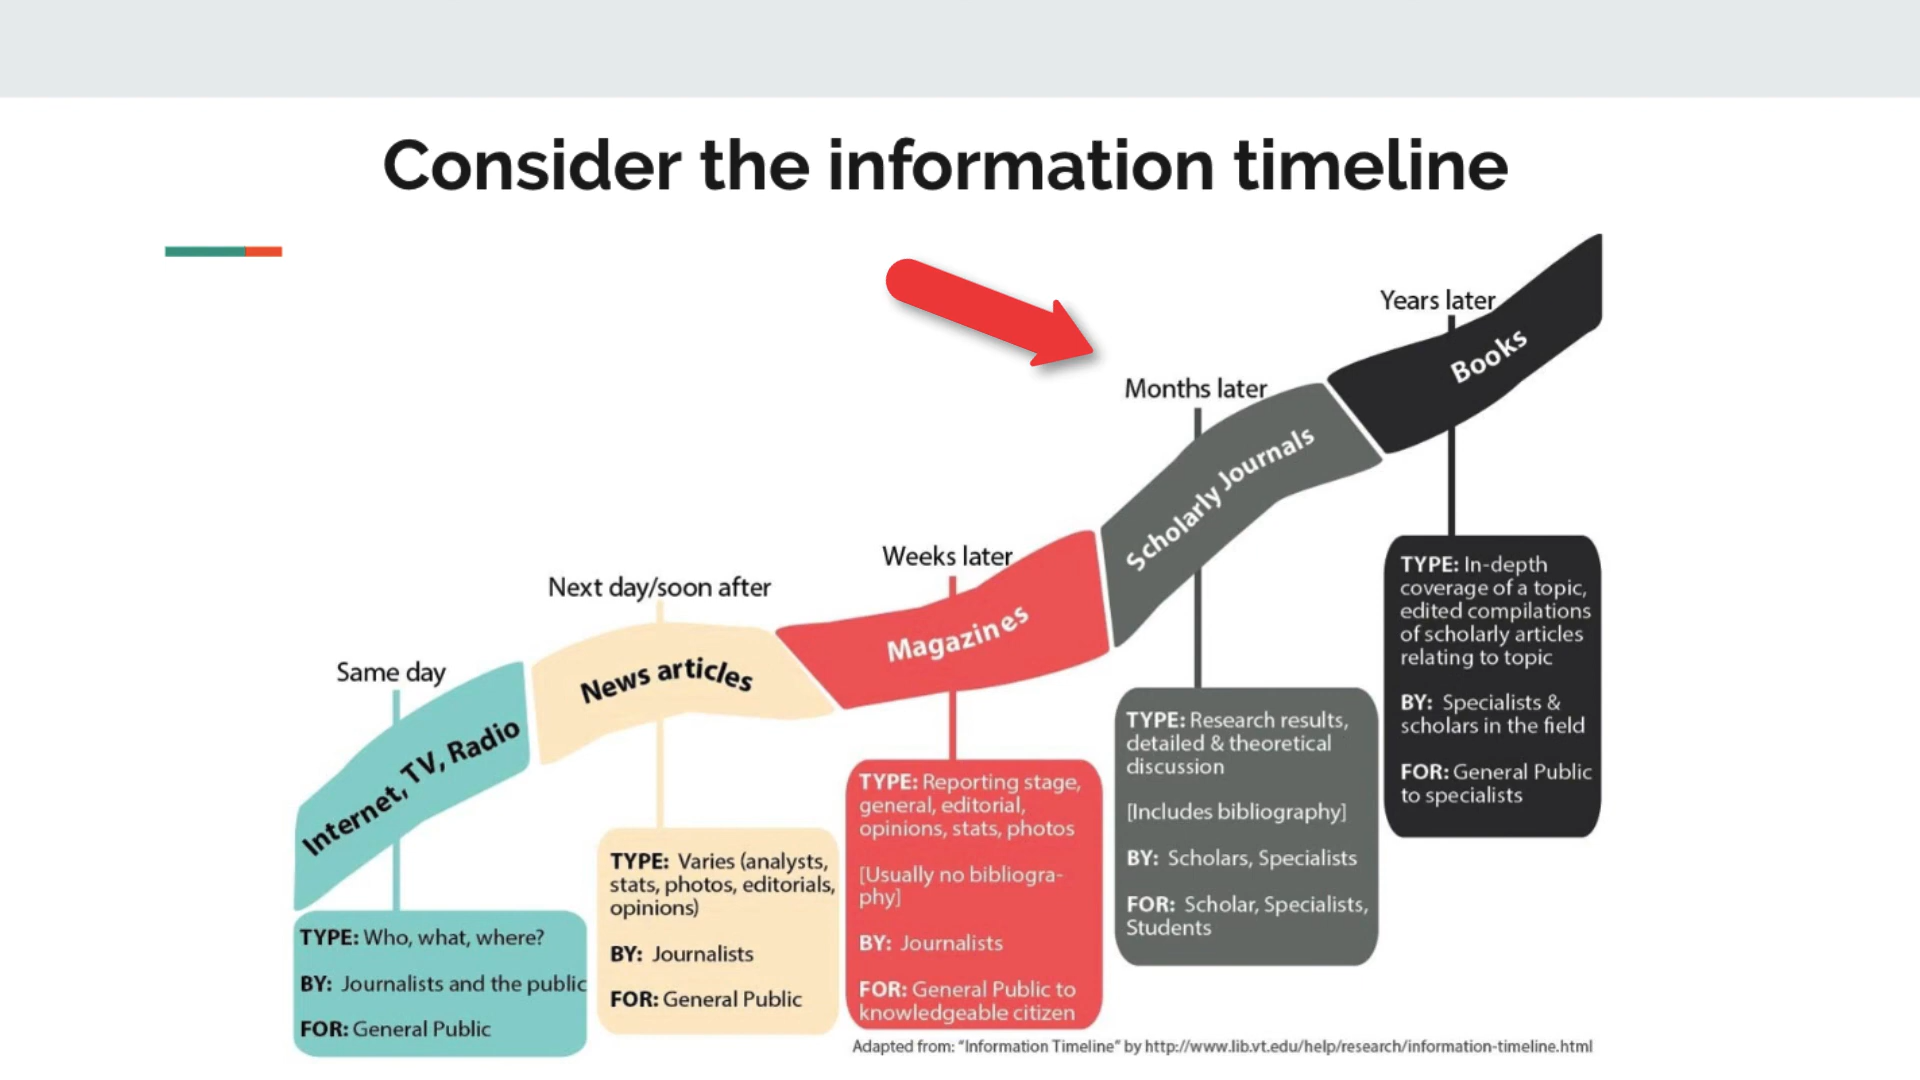 Consider the information timeline
Same day
Internet, TV, Radio
TYPE: Who, what, where?
BY: Journalists and the public
FOR: General Public
Next day/soon after
News articles
TYPE: Varies (analysts,
stats, photos, editorials,
opinions)
BY: Journalists
FOR: General Public
Weeks later
Magazines
TYPE: Reporting stage,
general, editorial,
opinions, stats, photos
[Usually no bibliogra-
phy]
BY: Journalists
FOR: General Public to
knowledgeable citizen
Months later
Scholarly Journals
TYPE: Research results,
detailed & theoretical
discussion
[Includes bibliography]
BY: Scholars, Specialists
FOR: Scholar, Specialists,
Students
Years later
Books
TYPE: In-depth
coverage of a topic,
edited compilations
of scholarly articles
relating to topic
BY: Specialists &
scholars in the field
FOR: General Public
to specialists
Adapted from: "Information Timeline" by http://www.lib.vt.edu/help/research/information-timeline.html